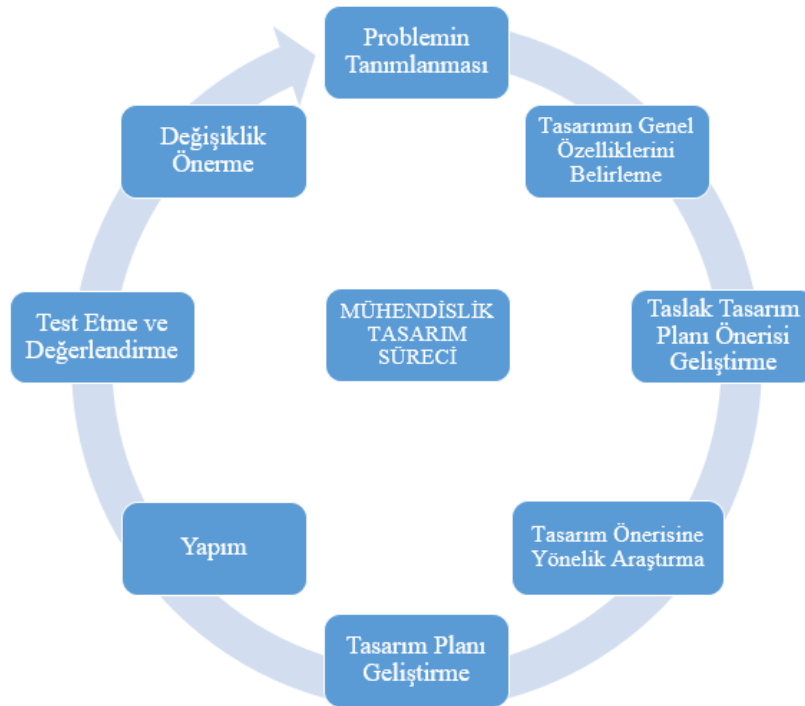 Problemin
Tanımlanması
Tasarımın Genel
Özelliklerini
Belirleme
Taslak Tasarım
Planı Önerisi
Geliştirme
Tasarım Önerisine
Yönelik Araştırma
Tasarım Planı
Geliştirme
Yapım
Test Etme ve
Değerlendirme
Değişiklik
Önerme
MÜHENDİSLİK
TASARIM
SÜRECİ